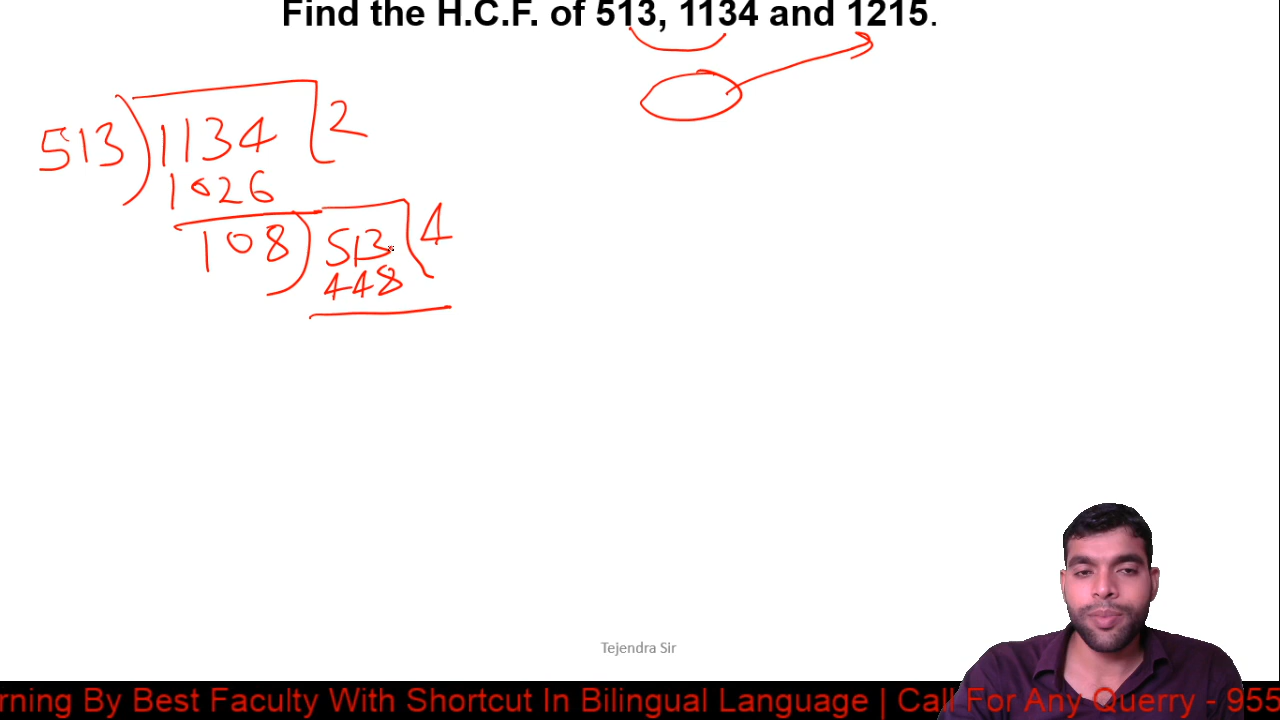 Find the H.C.F. of 513, 1134 and 1215.
513) 1134 (2
1026
108) 513 (4
448
Tejendra Sir
rning By Best Faculty With Shortcut In Bilingual Language | Call For Any Querry - 955